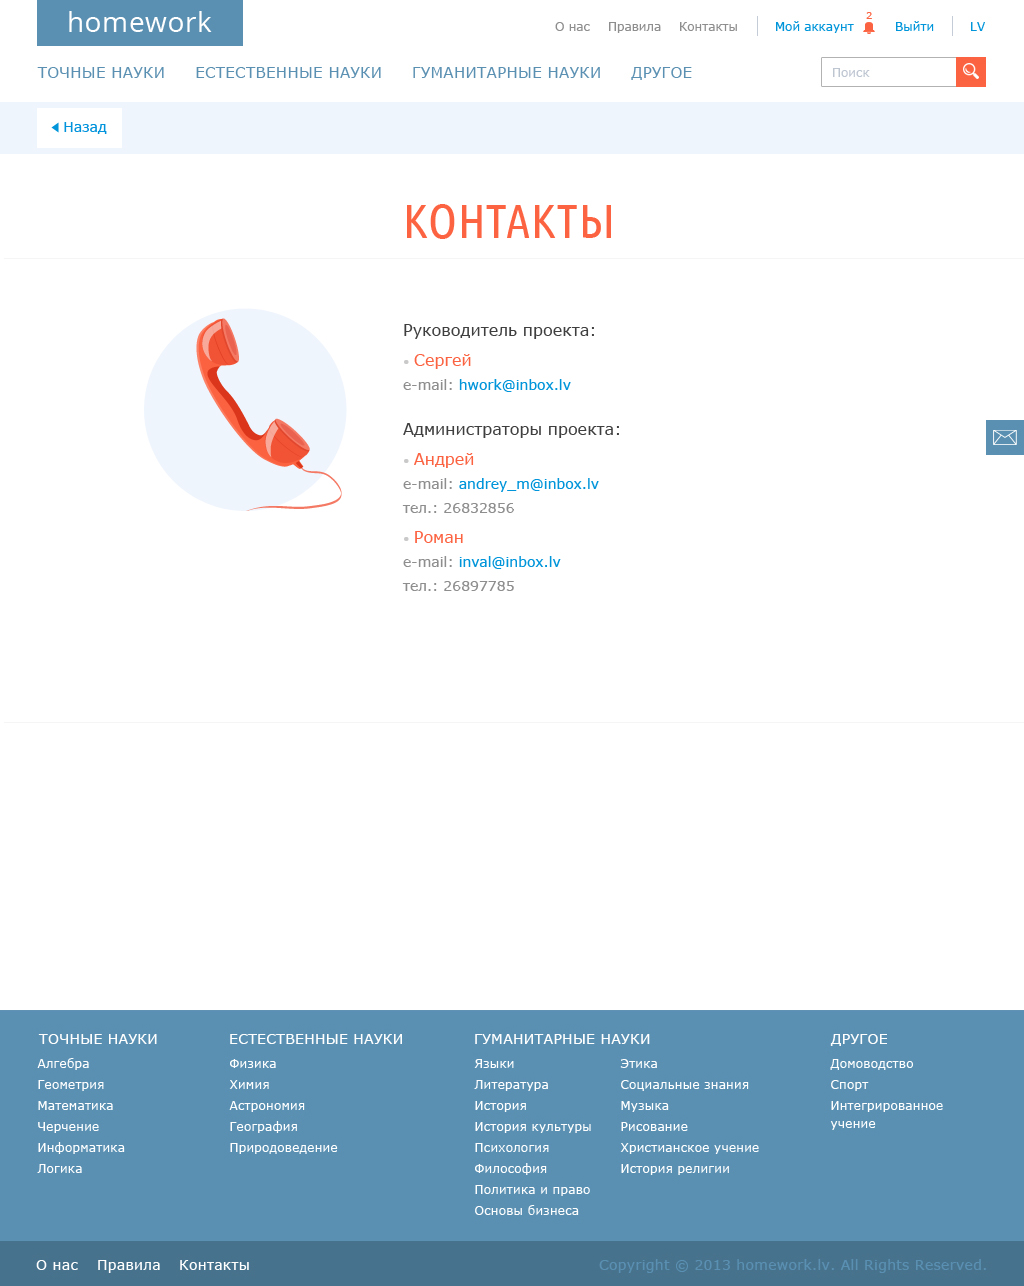 homework
О нас Правила Контакты Мой аккаунт 2 Выйти LV
ТОЧНЫЕ НАУКИ ЕСТЕСТВЕННЫЕ НАУКИ ГУМАНИТАРНЫЕ НАУКИ ДРУГОЕ Поиск
Назад
КОНТАКТЫ
Руководитель проекта:
Сергей
e-mail: hwork@inbox.lv
Администраторы проекта:
Андрей
e-mail: andrey_m@inbox.lv
тел.: 26832856
Роман
e-mail: inval@inbox.lv
тел.: 26897785
ТОЧНЫЕ НАУКИ
Алгебра
Геометрия
Математика
Черчение
Информатика
Логика
ЕСТЕСТВЕННЫЕ НАУКИ
Физика
Химия
Астрономия
География
Природоведение
ГУМАНИТАРНЫЕ НАУКИ
Языки
Литература
История
История культуры
Психология
Философия
Политика и право
Основы бизнеса
Этика
Социальные знания
Музыка
Рисование
Христианское учение
История религии
ДРУГОЕ
Домоводство
Спорт
Интегрированное
учение
О нас Правила Контакты Copyright © 2013 homework.lv. All Rights Reserved.